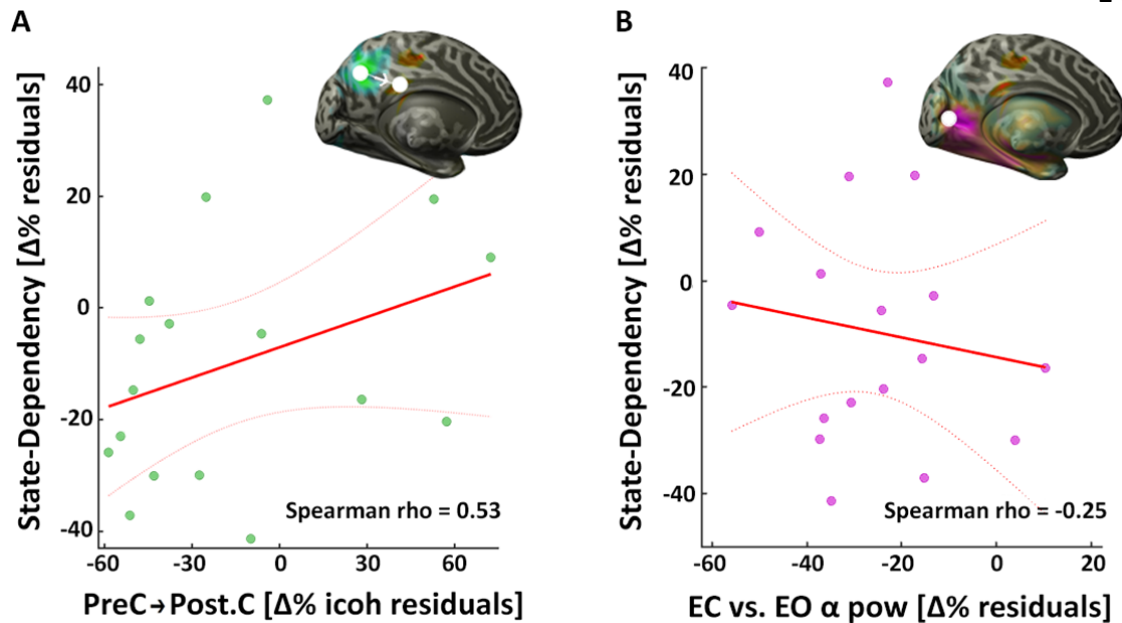 A
State-Dependency [Δ% residuals]
40
20
0
-20
-40
-60
-30
0
30
60
Spearman rho = 0.53
PreC→Post.C [Δ% icoh residuals]
B
State-Dependency [Δ% residuals]
40
20
0
-20
-40
-60
-40
-20
0
20
Spearman rho = -0.25
EC vs. EO α pow [Δ% residuals]